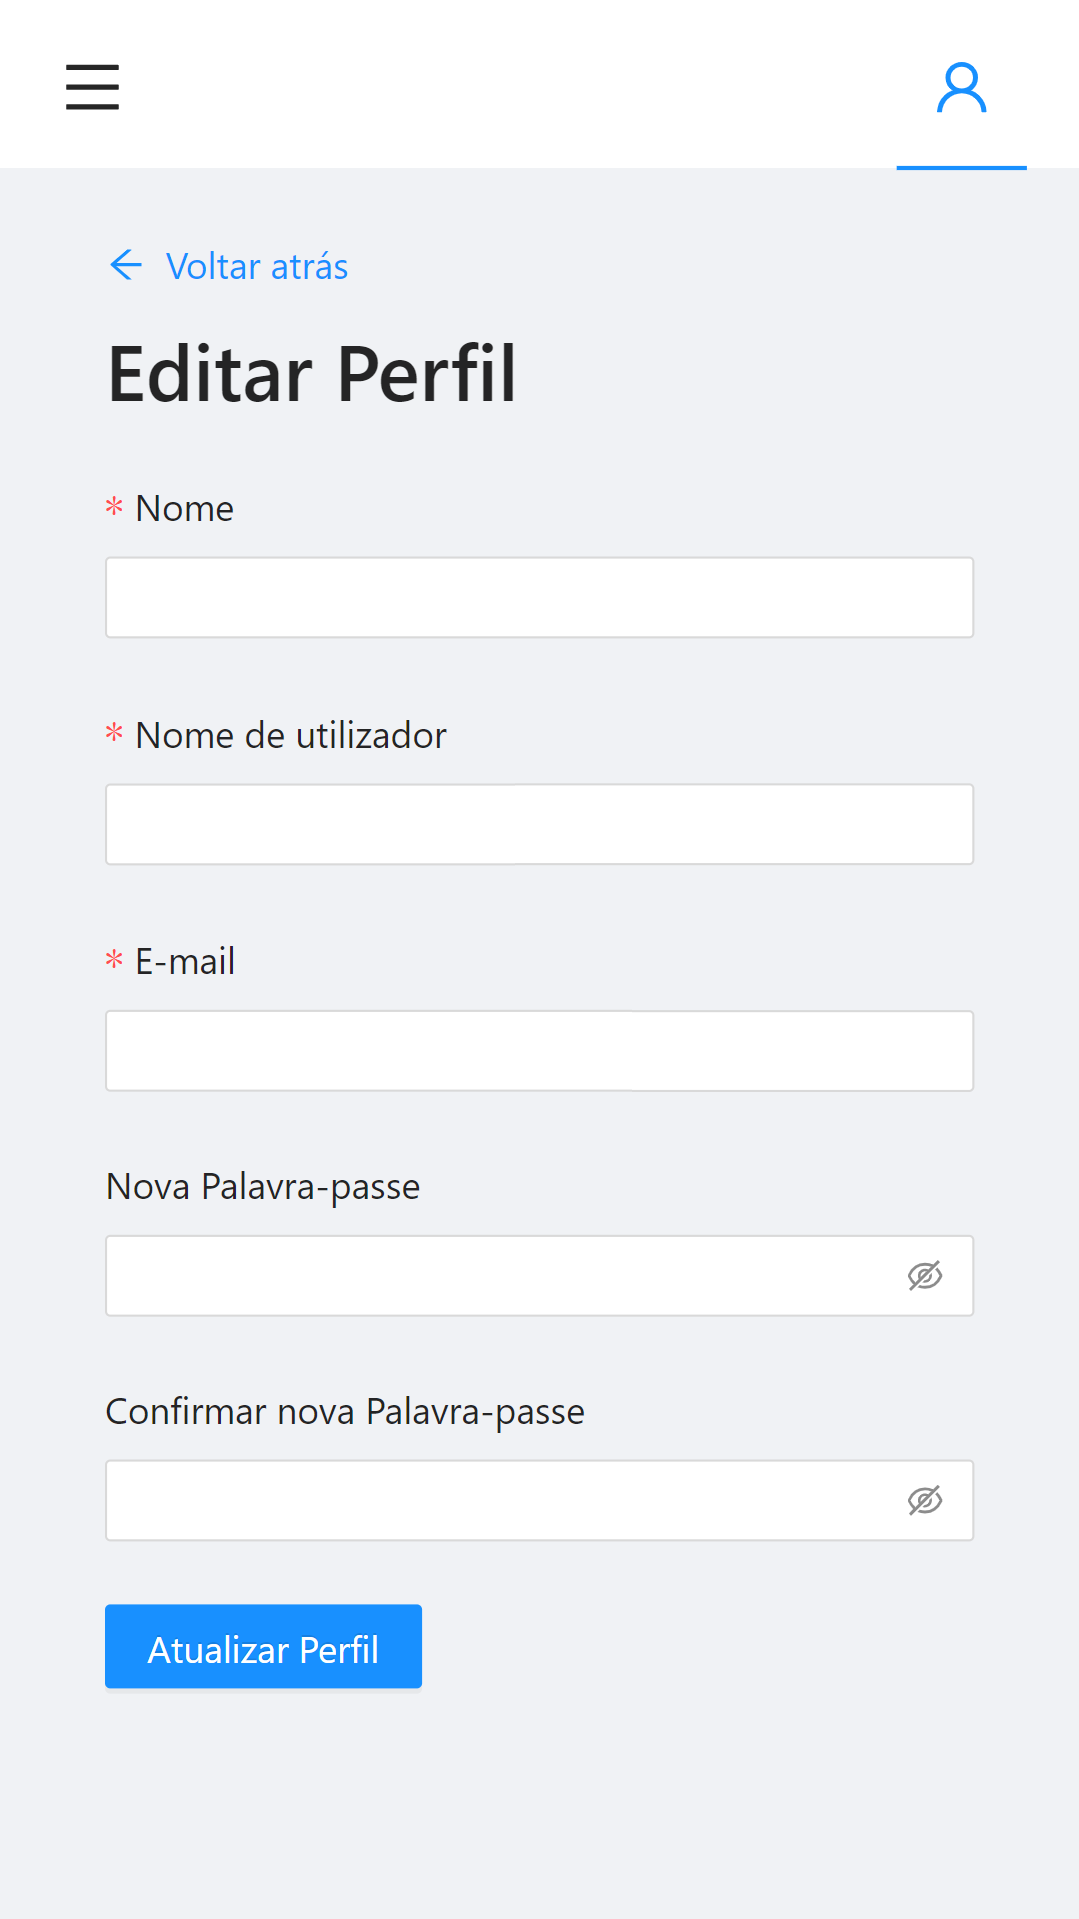 Voltar atrás
Editar Perfil
* Nome
* Nome de utilizador
* E-mail
Nova Palavra-passe
Confirmar nova Palavra-passe
Atualizar Perfil